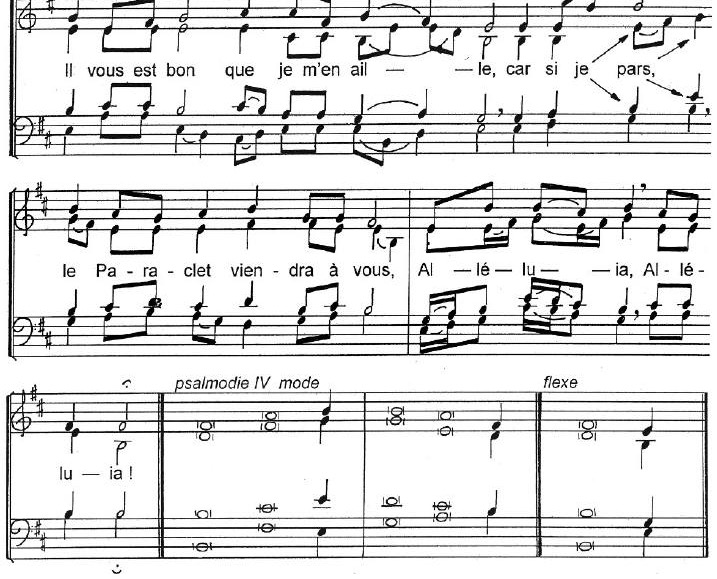 Il vous est bon que je m'en ail — — le, car si je pars,
le Pa - ra - clet vien - dra à vous, Al — lé — lu — — ia, Al - lé -
psalmodie IV mode flexe
lu — ia !